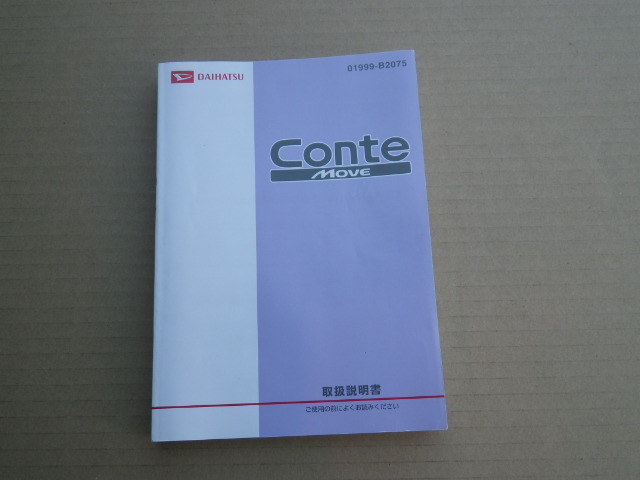 DAIHATSU
01999-B2075
Conte
MOVE
取扱説明書
ご使用の前によくお読みください